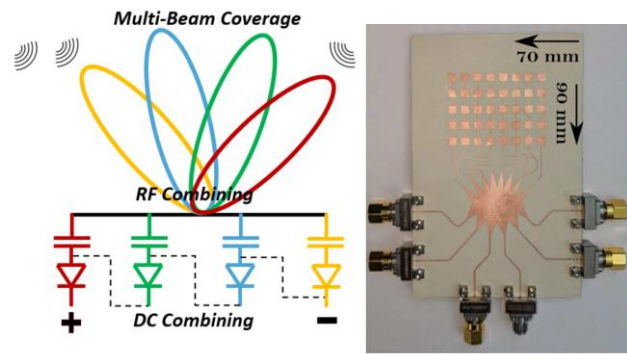 Multi-Beam Coverage
RF Combining
+
DC Combining
−
70 mm
90 mm